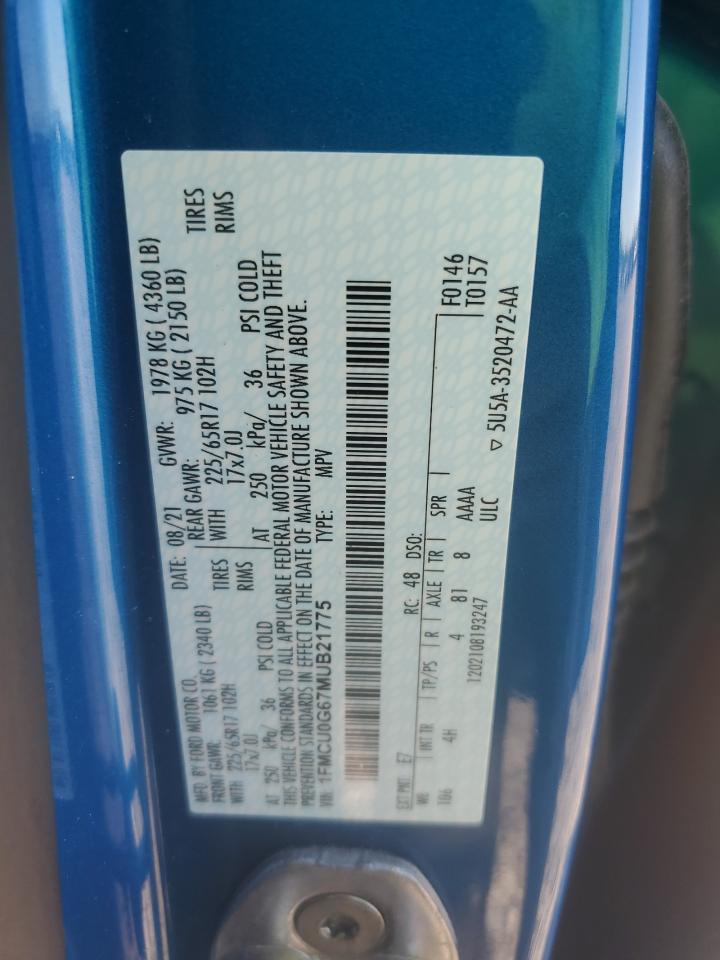 MFD BY FORD MOTOR CO. DATE: 08/21 GVWR: 1978 KG ( 4360 LB)
FRONT GAWR: 1061 KG ( 2340 LB) REAR GAWR: 975 KG ( 2150 LB)
WITH 225/65R17 102H TIRES WITH 225/65R17 102H TIRES
17x7.0J RIMS 17x7.0J RIMS
AT 250 kPa/ 36 PSI COLD AT 250 kPa/ 36 PSI COLD
THIS VEHICLE CONFORMS TO ALL APPLICABLE FEDERAL MOTOR VEHICLE SAFETY AND THEFT
PREVENTION STANDARDS IN EFFECT ON THE DATE OF MANUFACTURE SHOWN ABOVE.
VIN: 1FMCU0G67MUB21775 TYPE: MPV
EXT PNT: E7 RC: 48 DSO: F0146
WB INT TR TP/PS R AXLE TR SPR T0157
106 4H 4 81 8 AAAA
1202108193247 ULC
▽ 5U5A-3520472-AA